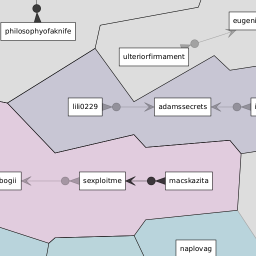 eugeni
philosophyofaknife
ulteriorfirmament
lili0229
adamssecrets
i
bogii
sexploitme
macskazita
naplovag